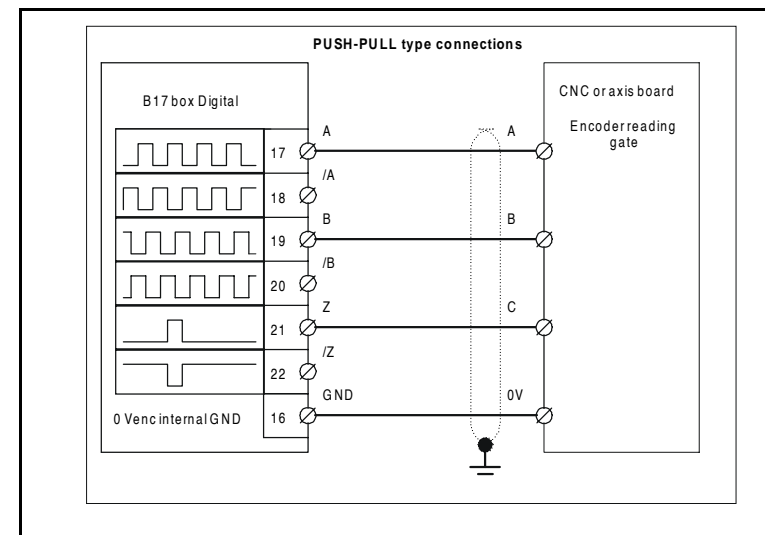 PUSH-PULL type connections
B17 box Digital
CNC or axis board
Encoder reading
gate
A
A
17
/A
18
B
B
19
/B
20
Z
C
21
/Z
22
GND
0V
0 Venc internal GND
16